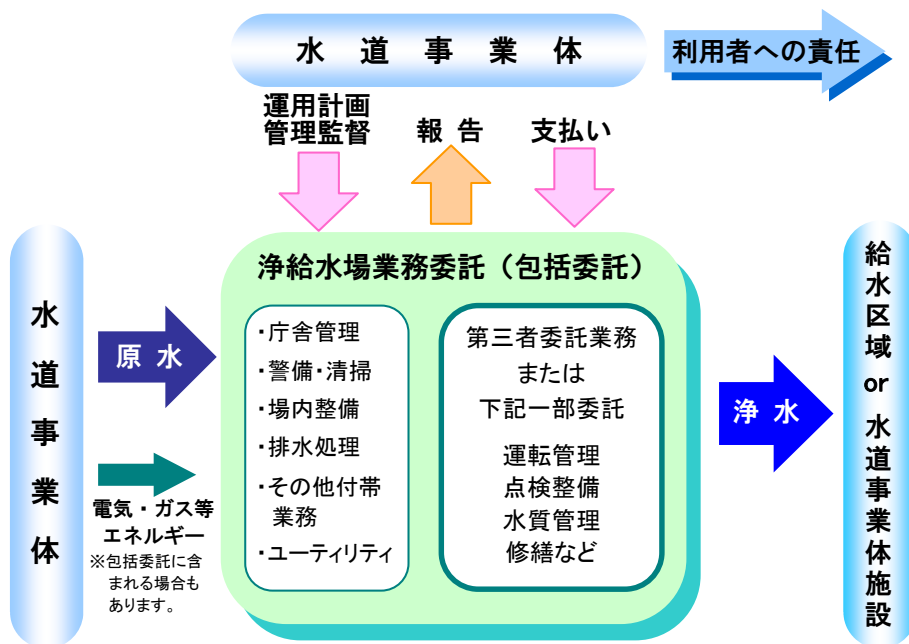 水道事業体
利用者への責任
運用計画
管理監督
報告
支払い
水道事業体
原水
電気・ガス等
エネルギー
※包括委託に含
まれる場合も
あります。
浄給水場業務委託（包括委託）
・庁舎管理
・警備・清掃
・場内整備
・排水処理
・その他付帯
業務
・ユーティリティ
第三者委託業務
または
下記一部委託
運転管理
点検整備
水質管理
修繕など
浄水
給水区域 or 水道事業体施設